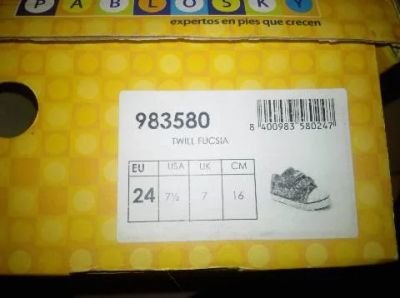 PABLOSKY
expertos en pies que crecen
983580
TWILL FUCSIA
8 400983 580247
EU USA UK CM
24 7½ 7 16